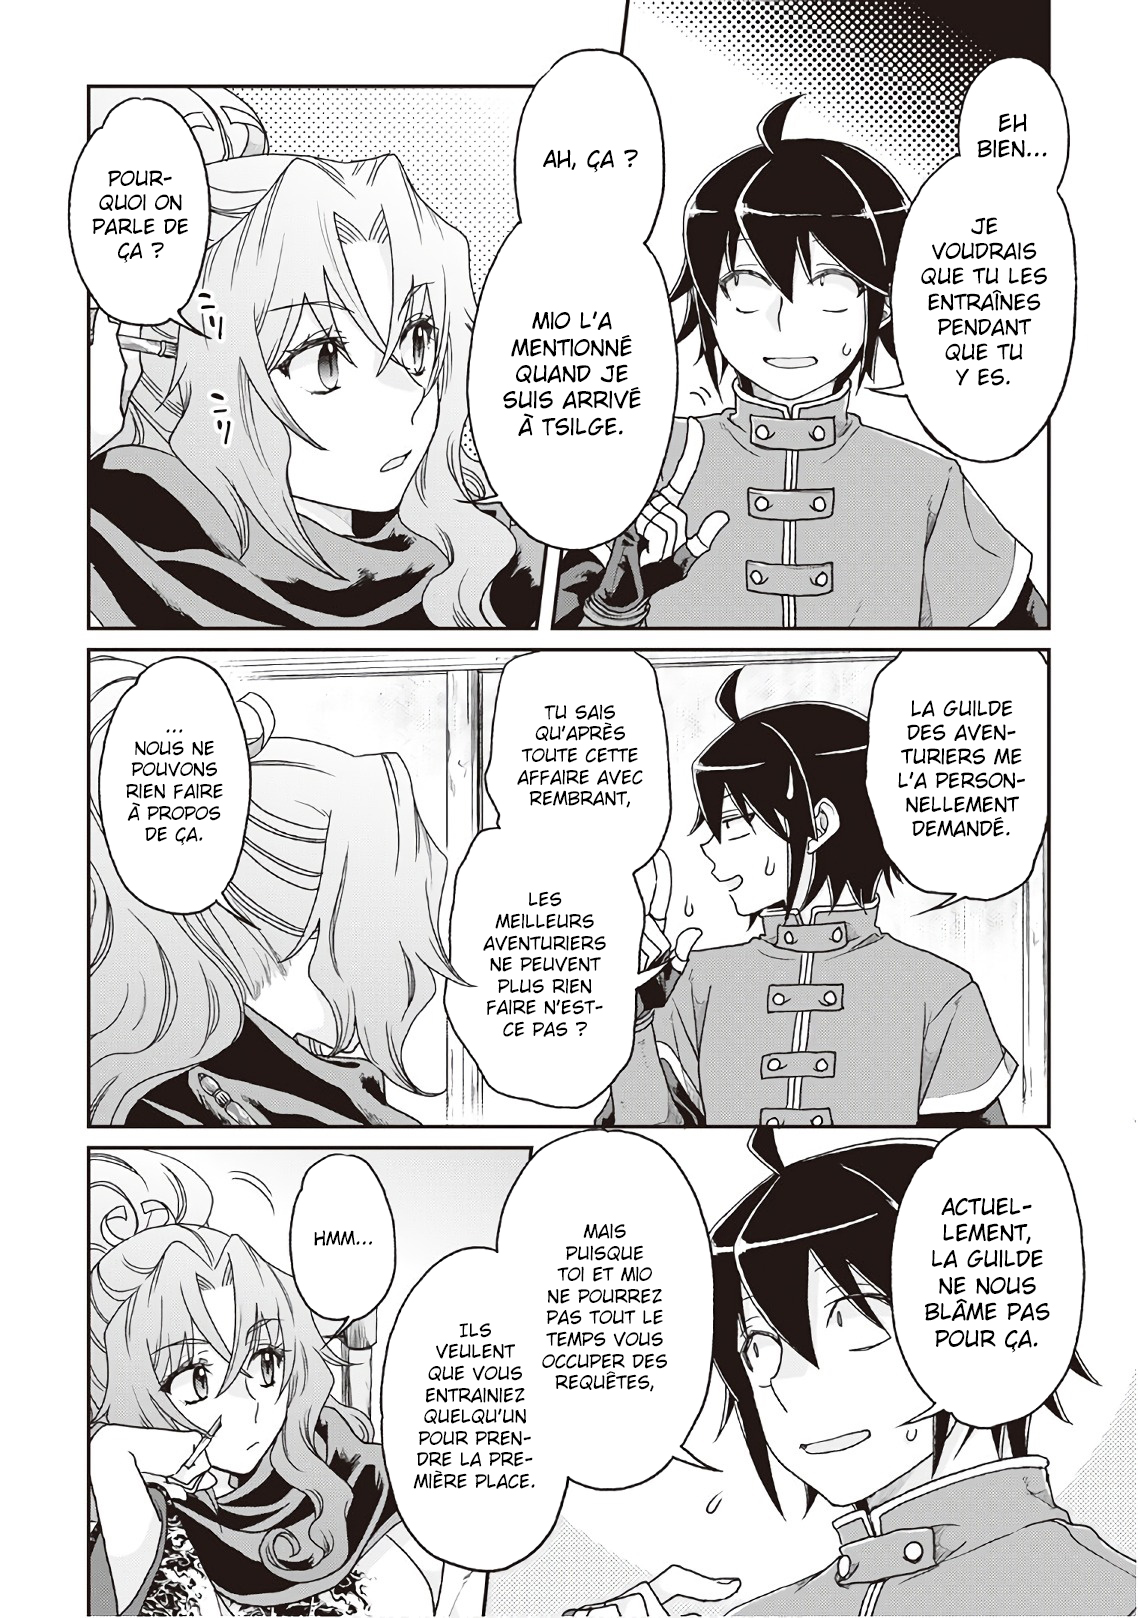 EH
BIEN...
JE
VOUDRAIS
QUE TU LES
ENTRAÎNES
PENDANT
QUE TU
Y ES.
AH, ÇA ?
MIO L'A
MENTIONNÉ
QUAND JE
SUIS ARRIVÉ
À TSILGE.
POUR-
QUOI ON
PARLE DE
ÇA ?
LA GUILDE
DES AVEN-
TURIERS ME
L'A PERSON-
NELLEMENT
DEMANDÉ.
TU SAIS
QU'APRÈS
TOUTE CETTE
AFFAIRE AVEC
REMBRANT,
LES
MEILLEURS
AVENTURIERS
NE PEUVENT
PLUS RIEN
FAIRE N'EST-
CE PAS ?
...
NOUS NE
POUVONS
RIEN FAIRE
À PROPOS
DE ÇA.
ACTUEL-
LEMENT,
LA GUILDE
NE NOUS
BLÂME PAS
POUR ÇA.
MAIS
PUISQUE
TOI ET MIO
NE POURREZ
PAS TOUT LE
TEMPS VOUS
OCCUPER DES
REQUÊTES,
ILS
VEULENT
QUE VOUS
ENTRAINIEZ
QUELQU'UN
POUR PREN-
DRE LA PRE-
MIÈRE PLACE.
HMM...